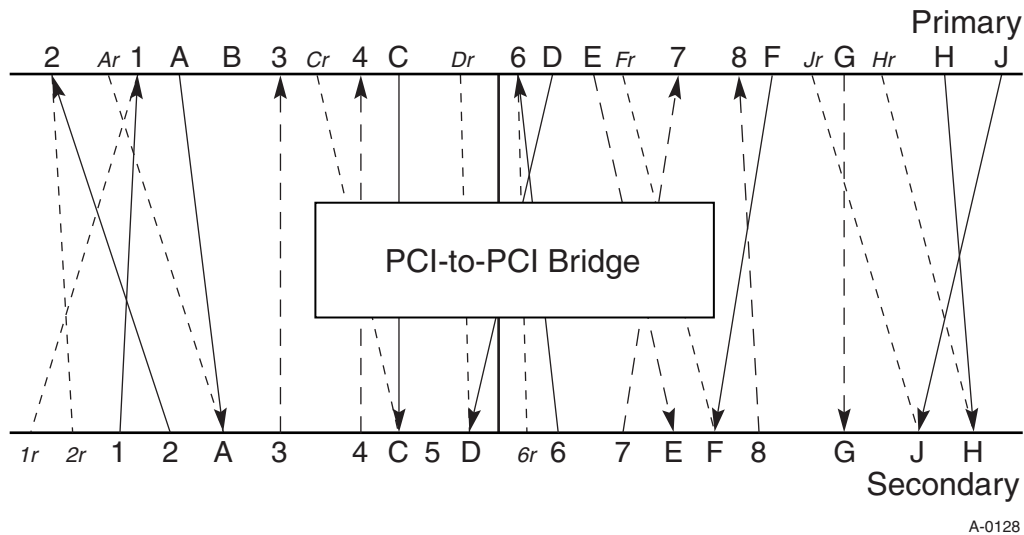 Primary
2 Ar 1 A B 3 Cr 4 C Dr 6 D E Fr 7 8 F Jr G Hr H J
PCI-to-PCI Bridge
1r 2r 1 2 A 3 4 C 5 D 6r 6 7 E F 8 G J H
Secondary
A-0128